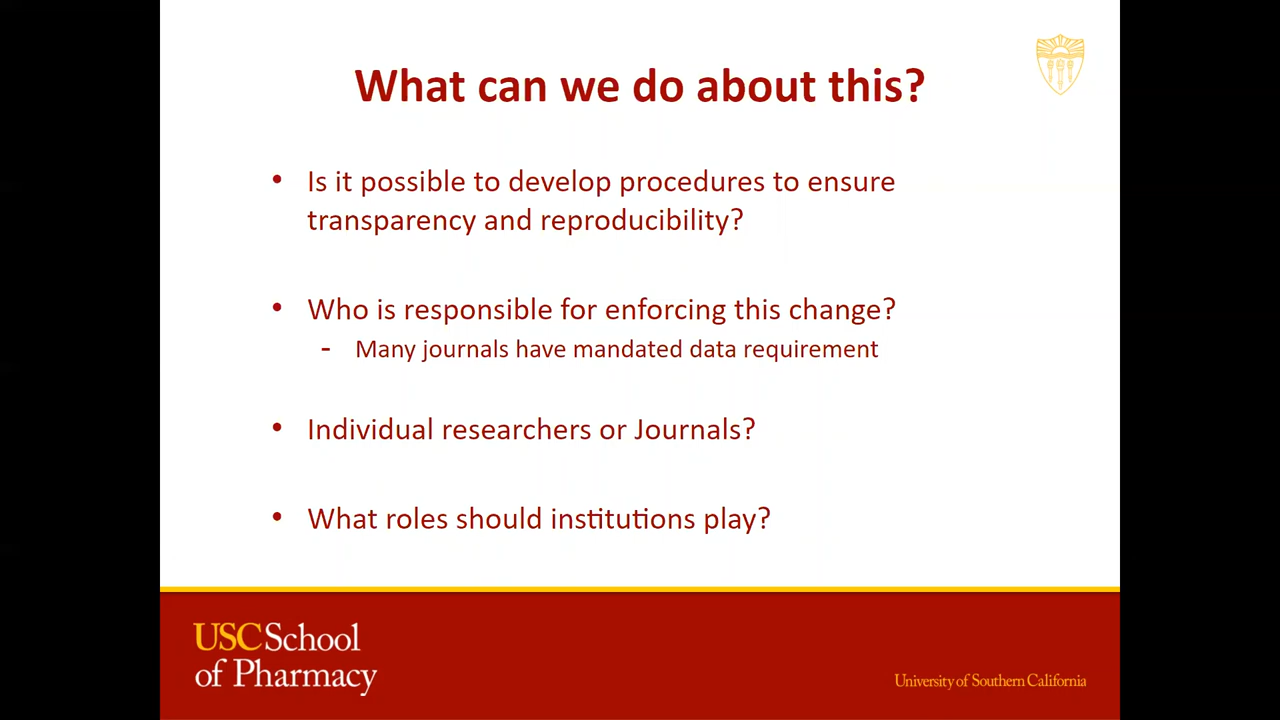 What can we do about this?
• Is it possible to develop procedures to ensure
transparency and reproducibility?
• Who is responsible for enforcing this change?
- Many journals have mandated data requirement
• Individual researchers or Journals?
• What roles should institutions play?
USC School
of Pharmacy
University of Southern California